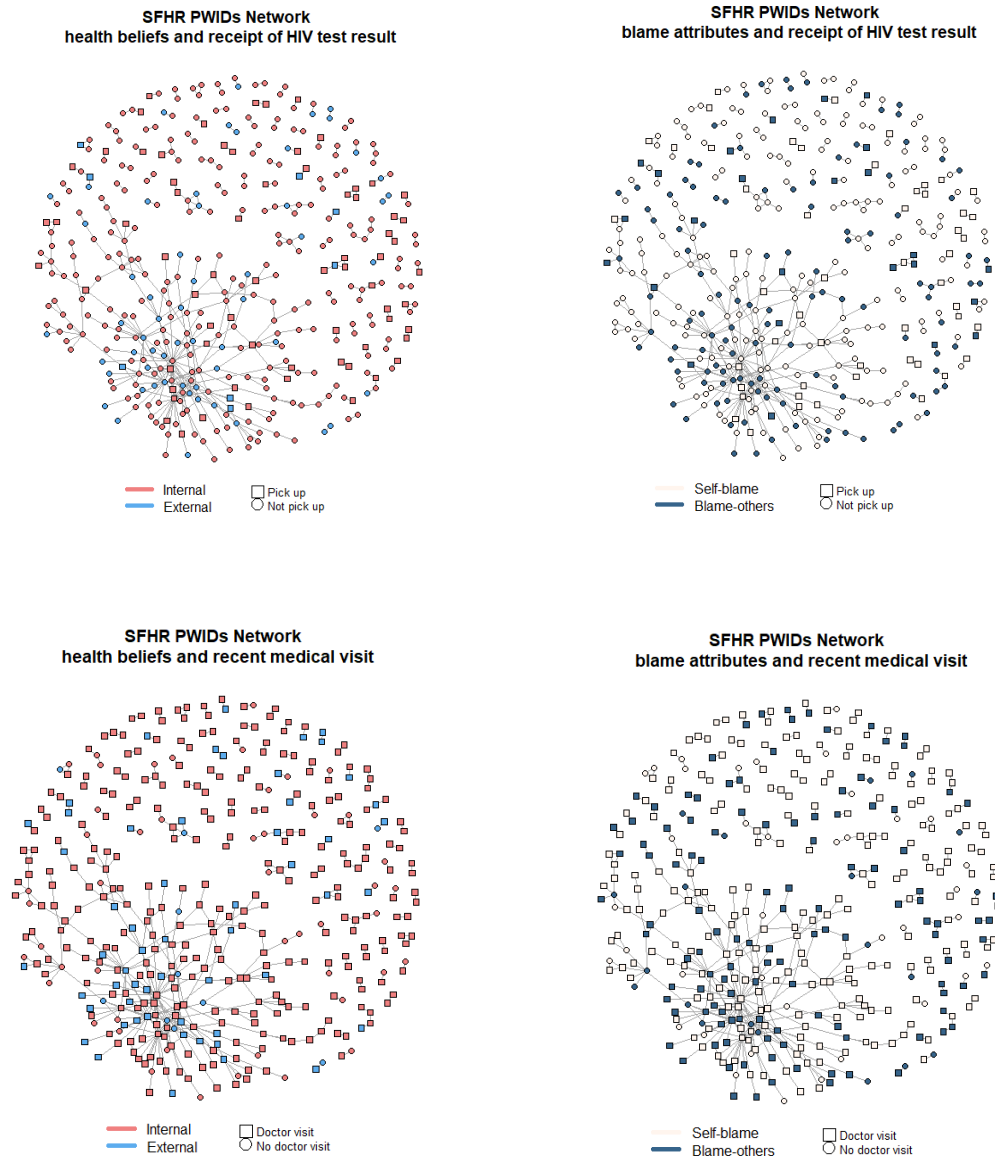 SFHR PWIDs Network
health beliefs and receipt of HIV test result
SFHR PWIDs Network
blame attributes and receipt of HIV test result
Internal
External
Pick up
Not pick up
Self-blame
Blame-others
Pick up
Not pick up
SFHR PWIDs Network
health beliefs and recent medical visit
SFHR PWIDs Network
blame attributes and recent medical visit
Internal
External
Doctor visit
No doctor visit
Self-blame
Blame-others
Doctor visit
No doctor visit